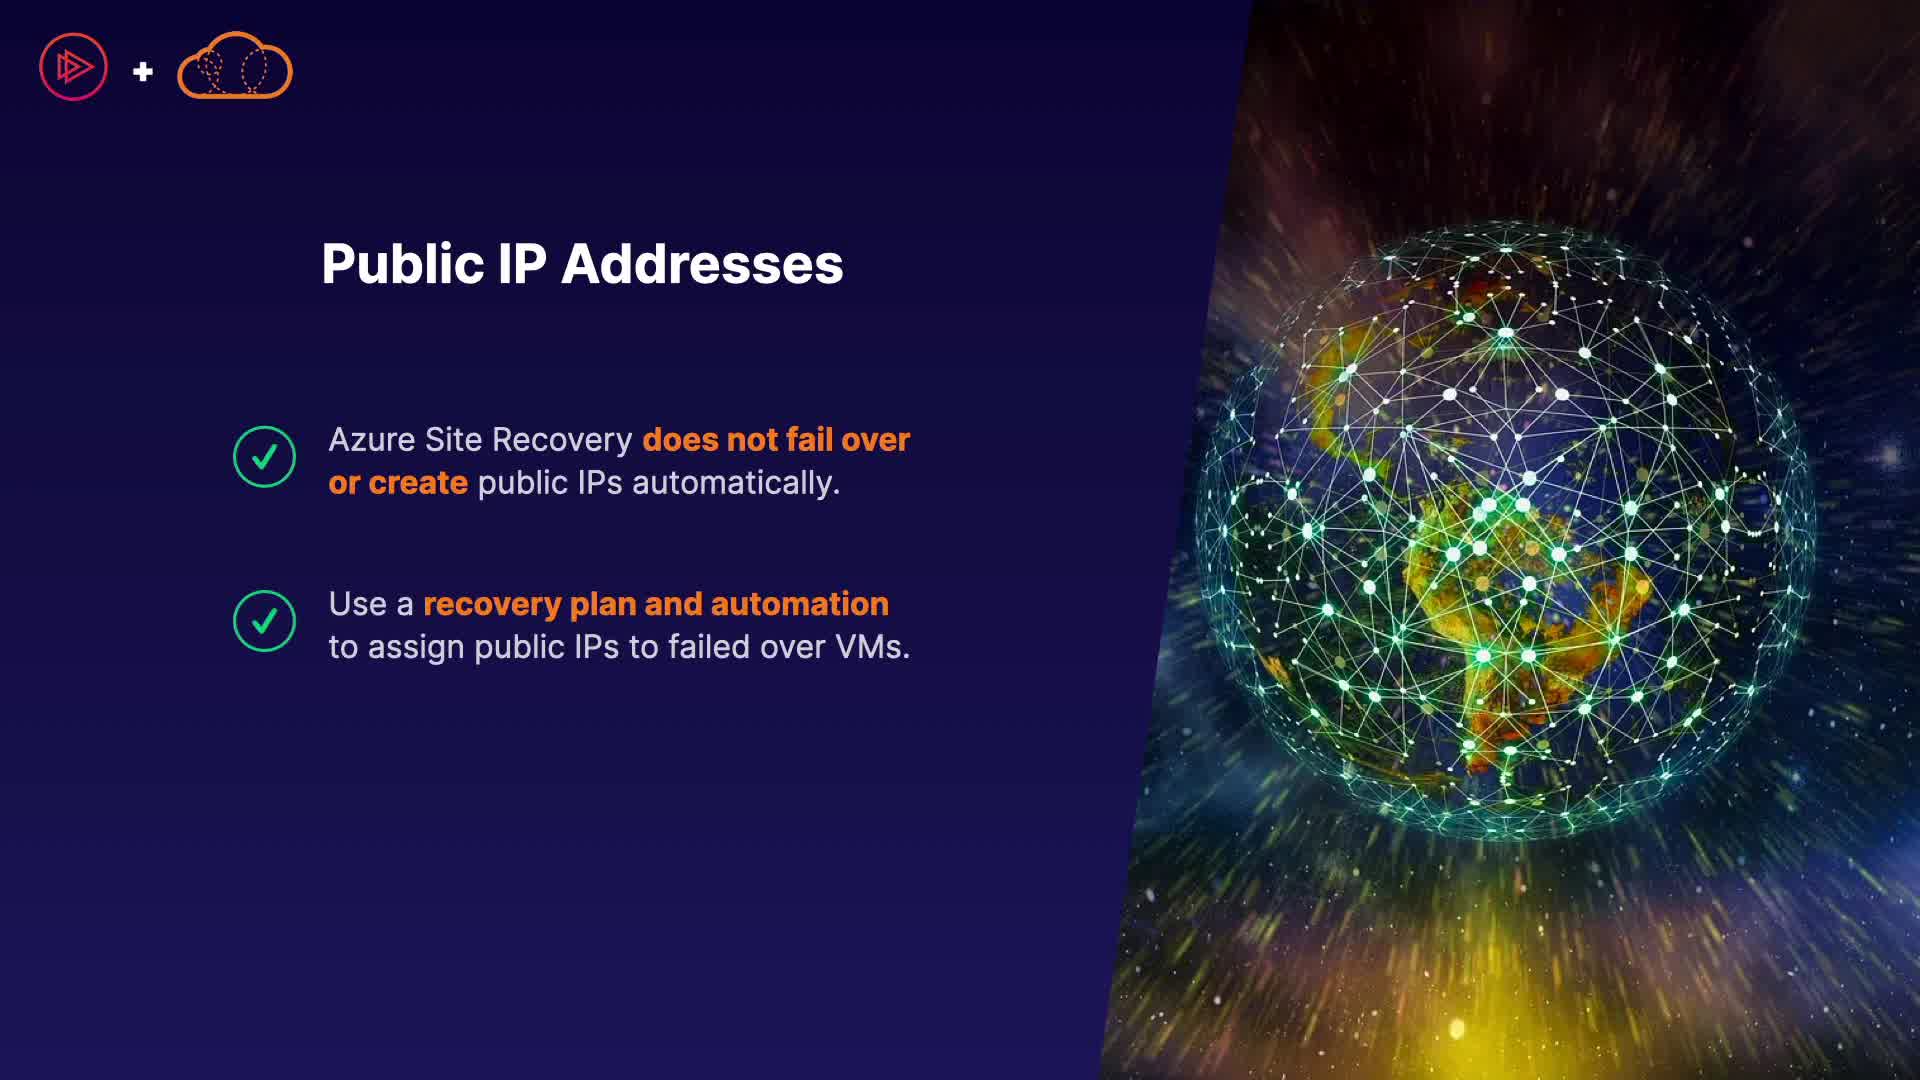 Public IP Addresses
Azure Site Recovery does not fail over
or create public IPs automatically.
Use a recovery plan and automation
to assign public IPs to failed over VMs.